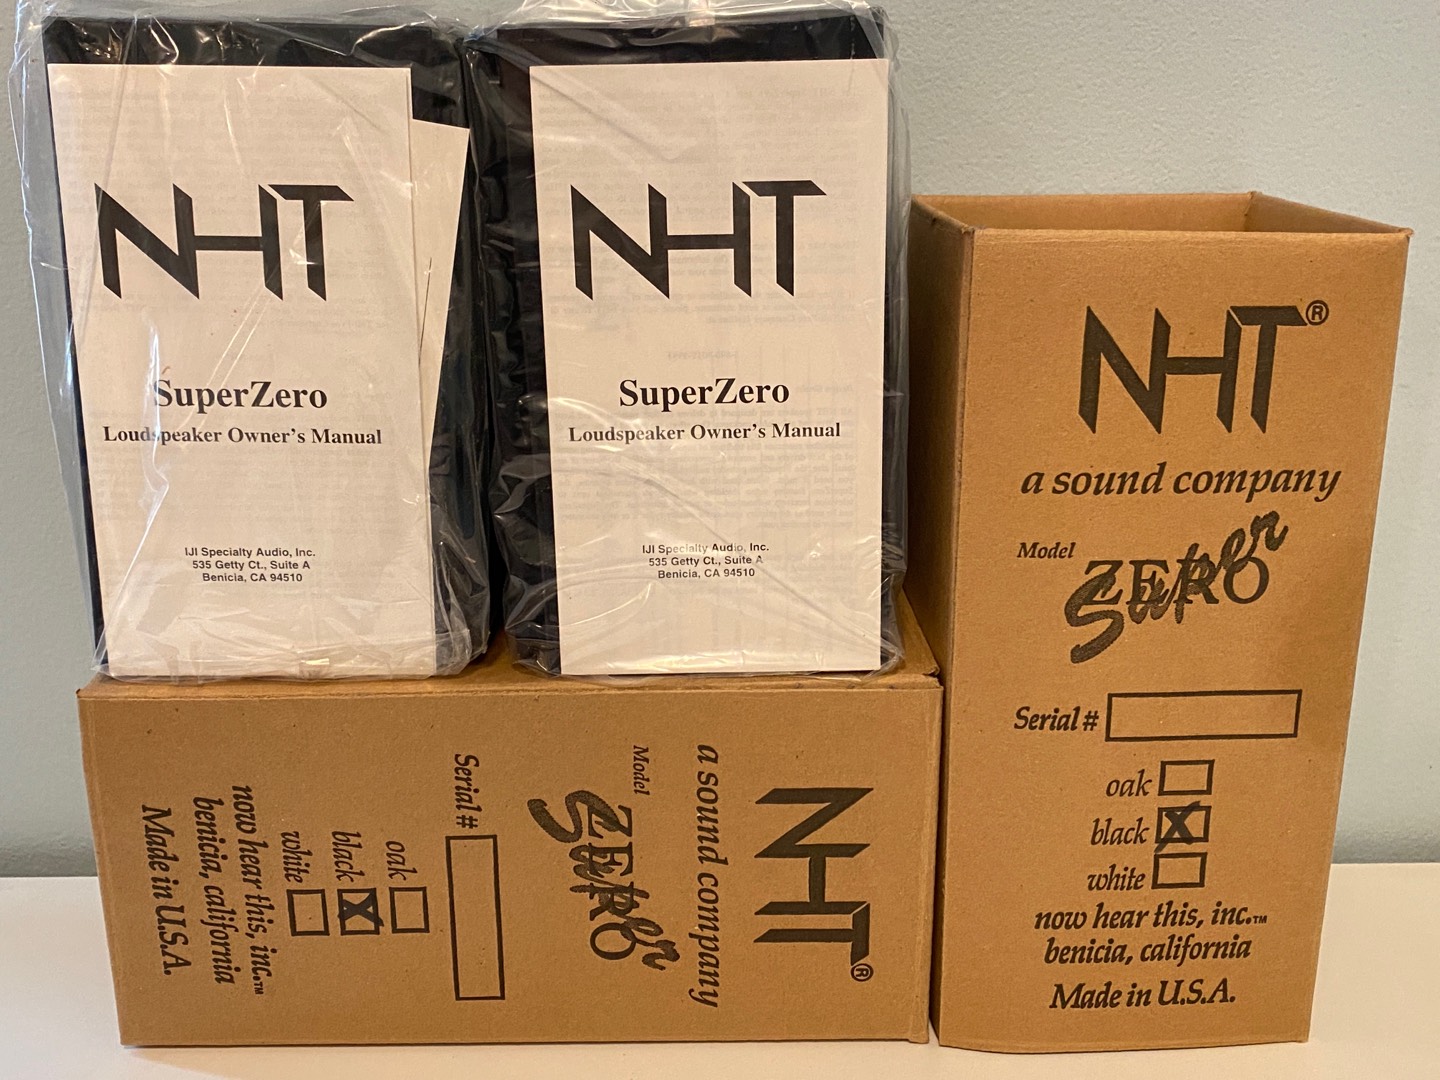 NHT
SuperZero
Loudspeaker Owner's Manual
IJI Specialty Audio, Inc.
535 Getty Ct., Suite A
Benicia, CA 94510
NHT
SuperZero
Loudspeaker Owner's Manual
IJI Specialty Audio, Inc.
535 Getty Ct., Suite A
Benicia, CA 94510
NHT®
a sound company
Model Super ZERO
Serial #
oak
black X
white
now hear this, inc.™
benicia, california
Made in U.S.A.
NHT®
a sound company
Model Super ZERO
Serial #
oak
black X
white
now hear this, inc.™
benicia, california
Made in U.S.A.